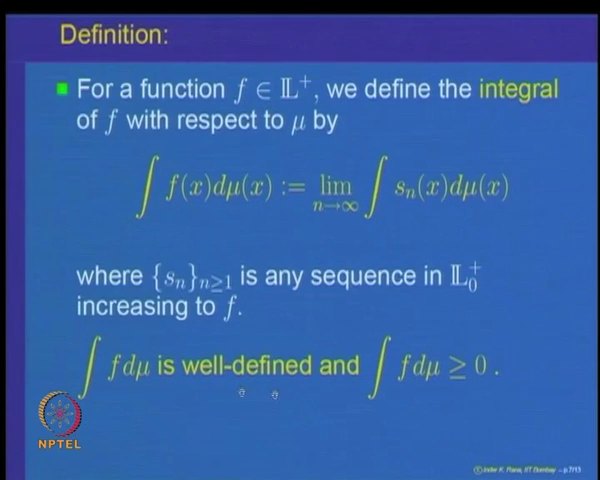 Definition:
For a function f ∈ 𝕃⁺, we define the integral
of f with respect to μ by
∫ f(x)dμ(x) := lim_{n→∞} ∫ s_n(x)dμ(x)
where {s_n}_{n≥1} is any sequence in 𝕃₀⁺
increasing to f.
∫ f dμ is well-defined and ∫ f dμ ≥ 0 .
NPTEL
© Inder K. Rana, IIT Bombay – p.7/13